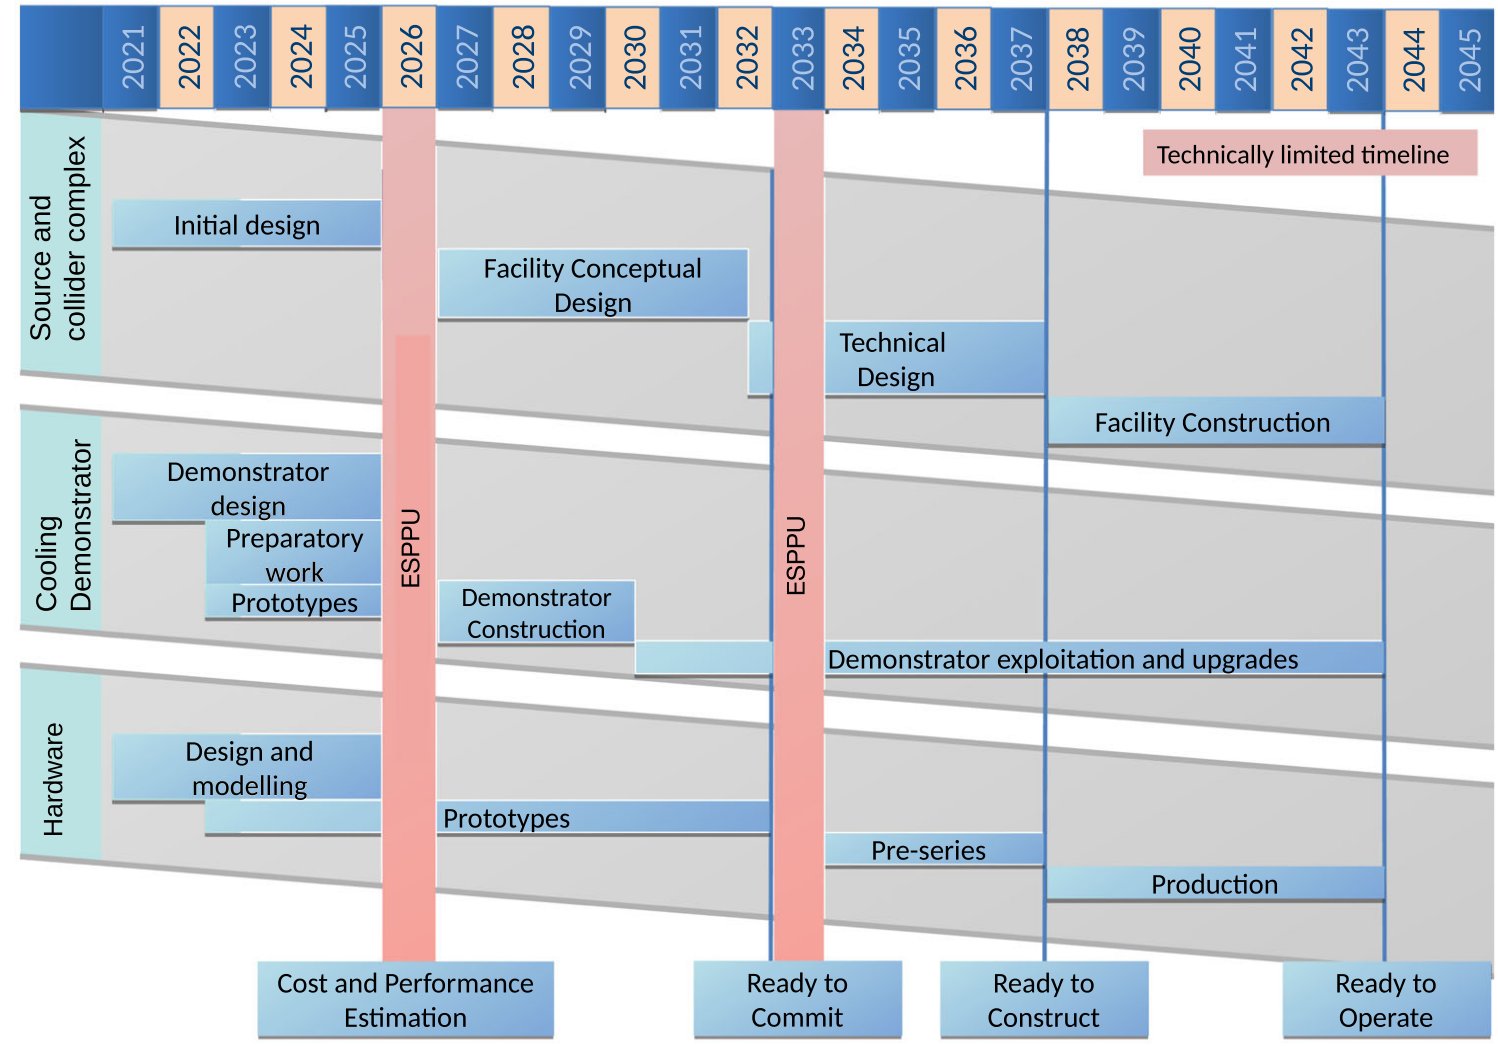 2021 2022 2023 2024 2025 2026 2027 2028 2029 2030 2031 2032 2033 2034 2035 2036 2037 2038 2039 2040 2041 2042 2043 2044 2045
Technically limited timeline
Source and
collider complex
Initial design
Facility Conceptual
Design
Technical
Design
Facility Construction
Cooling
Demonstrator
Demonstrator
design
Preparatory
work
Prototypes
ESPPU
ESPPU
Demonstrator
Construction
Demonstrator exploitation and upgrades
Hardware
Design and
modelling
Prototypes
Pre-series
Production
Cost and Performance
Estimation
Ready to
Commit
Ready to
Construct
Ready to
Operate